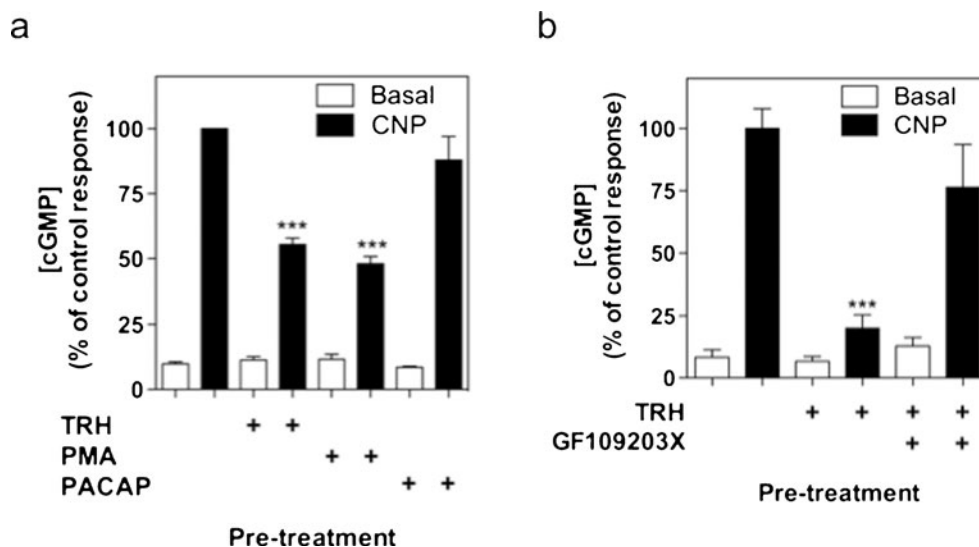 a
Basal
CNP
[cGMP]
(% of control response)
100
75
50
25
0
***
***
TRH + +
PMA + +
PACAP + +
Pre-treatment
b
Basal
CNP
[cGMP]
(% of control response)
100
75
50
25
0
***
TRH + + + +
GF109203X + +
Pre-treatment